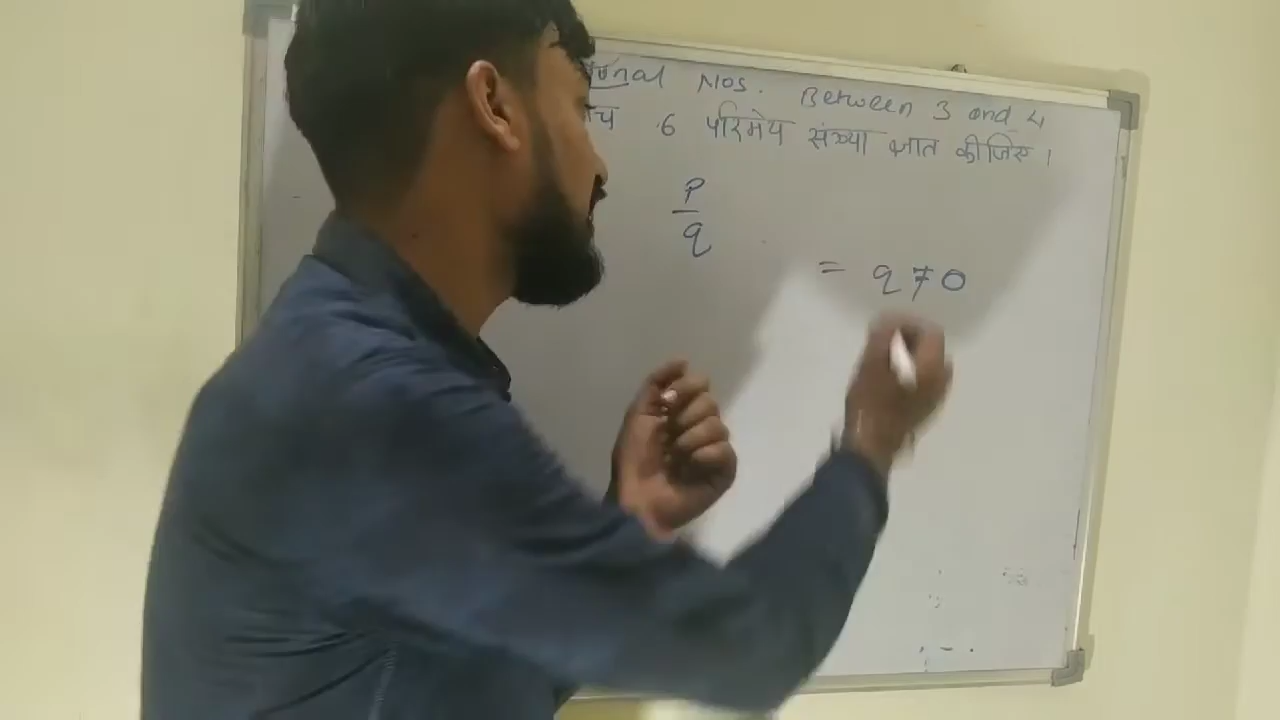 Nos. Between 3 and 4
6 परिमेय संख्या ज्ञात कीजिए ।
P
q
= q ≠ 0